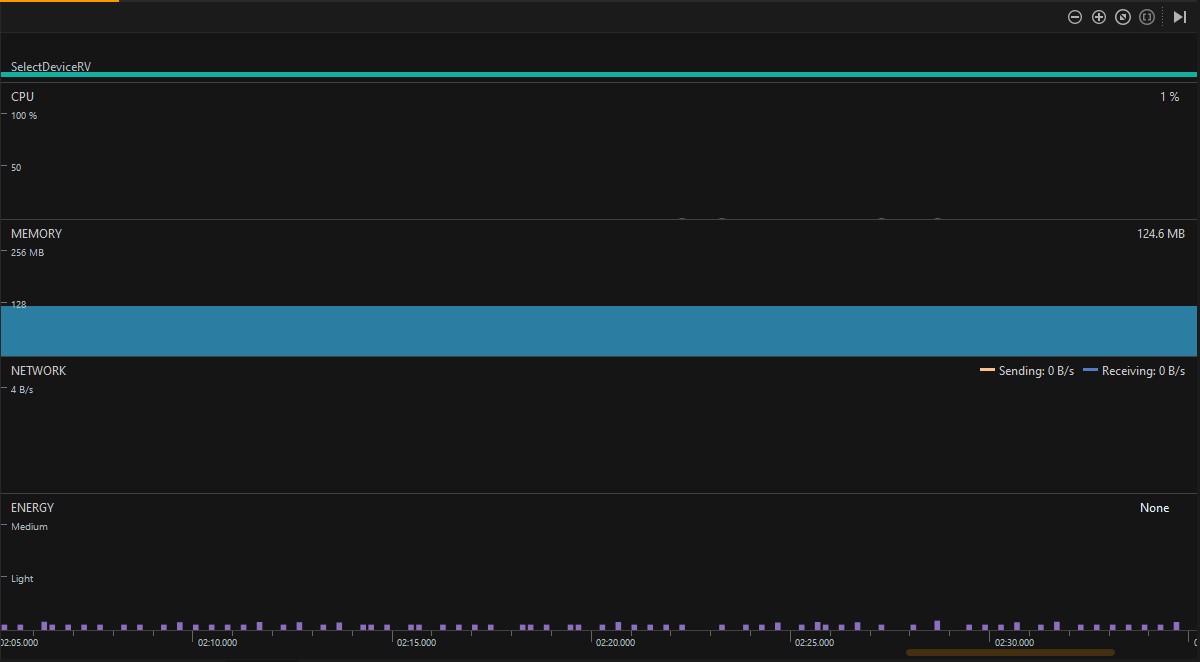 SelectDeviceRV
CPU 1 %
100 %
50
MEMORY 124.6 MB
256 MB
128
NETWORK Sending: 0 B/s Receiving: 0 B/s
4 B/s
ENERGY None
Medium
Light
02:05.000 02:10.000 02:15.000 02:20.000 02:25.000 02:30.000